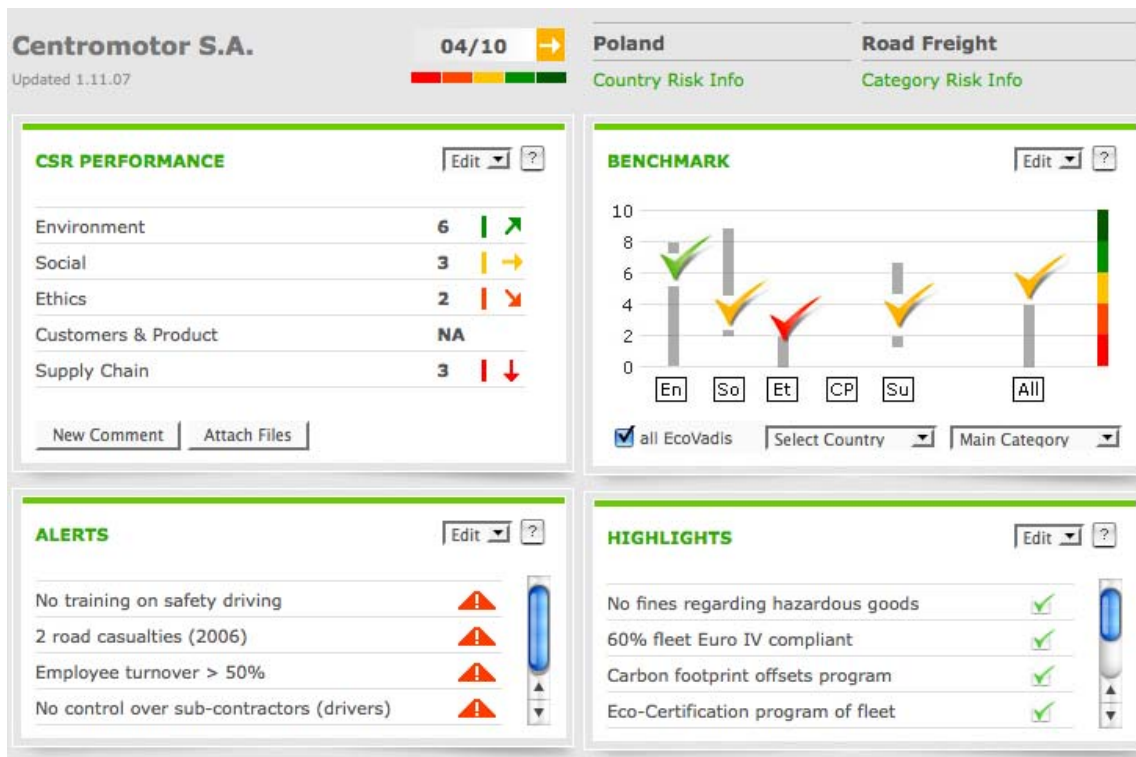 Centromotor S.A.
04/10
Poland
Road Freight
Updated 1.11.07
Country Risk Info
Category Risk Info
CSR PERFORMANCE
Edit
?
Environment 6
Social 3
Ethics 2
Customers & Product NA
Supply Chain 3
New Comment
Attach Files
BENCHMARK
Edit
?
10
8
6
4
2
0
En So Et CP Su All
all EcoVadis
Select Country
Main Category
ALERTS
Edit
?
No training on safety driving
2 road casualties (2006)
Employee turnover > 50%
No control over sub-contractors (drivers)
HIGHLIGHTS
Edit
?
No fines regarding hazardous goods
60% fleet Euro IV compliant
Carbon footprint offsets program
Eco-Certification program of fleet